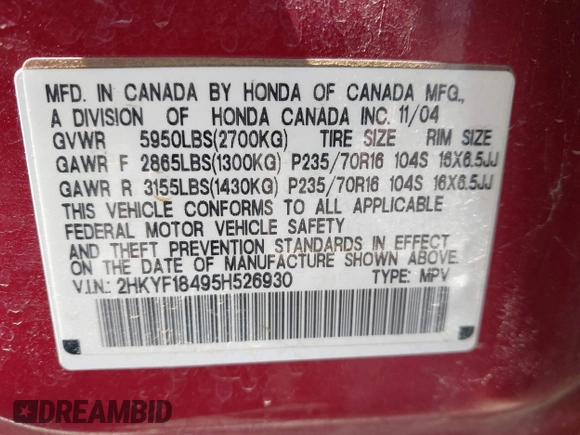 MFD. IN CANADA BY HONDA OF CANADA MFG.,
A DIVISION OF HONDA CANADA INC. 11/04
GVWR 5950LBS(2700KG) TIRE SIZE RIM SIZE
GAWR F 2865LBS(1300KG) P235/70R16 104S 16X6.5JJ
GAWR R 3155LBS(1430KG) P235/70R16 104S 16X6.5JJ
THIS VEHICLE CONFORMS TO ALL APPLICABLE
FEDERAL MOTOR VEHICLE SAFETY
AND THEFT PREVENTION STANDARDS IN EFFECT
ON THE DATE OF MANUFACTURE SHOWN ABOVE.
V.I.N.: 2HKYF18495H526930 TYPE: MPV
DREAMBID